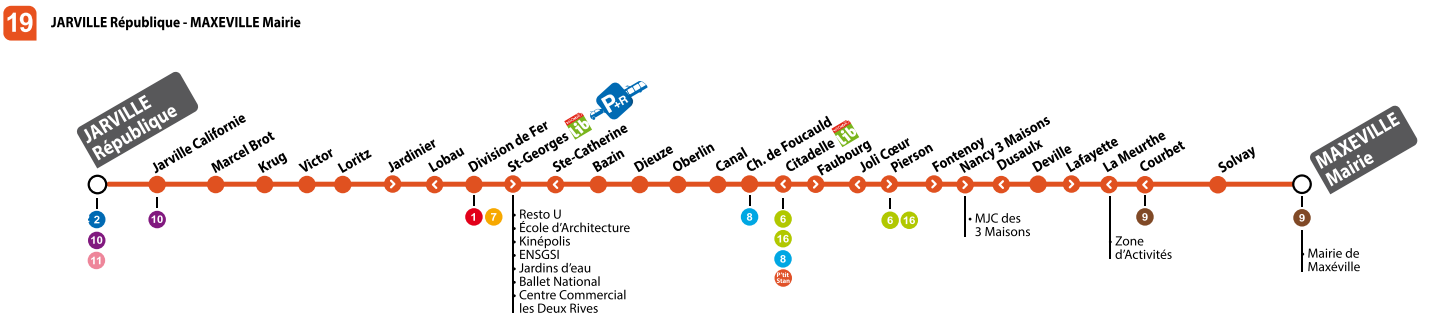 19 JARVILLE République - MAXEVILLE Mairie
JARVILLE
République
Jarville Californie
Marcel Brot
Krug
Victor
Loritz
Jardinier
Lobau
Division de Fer
St-Georges
Lib
P+R
Ste-Catherine
Bazin
Dieuze
Oberlin
Canal
Ch. de Foucauld
Citadelle
Lib
Faubourg
Joli Cœur
Pierson
Fontenoy
Nancy 3 Maisons
Dusaulx
Deville
Lafayette
La Meurthe
Courbet
Solvay
MAXEVILLE
Mairie
2
10
11
10
1 7
• Resto U
• École d'Architecture
• Kinépolis
• ENSGSI
• Jardins d'eau
• Ballet National
• Centre Commercial
les Deux Rives
8
6
16
8
P'tit
Stan
6 16
• MJC des
3 Maisons
• Zone
d'Activités
9
9
• Mairie de
Maxéville